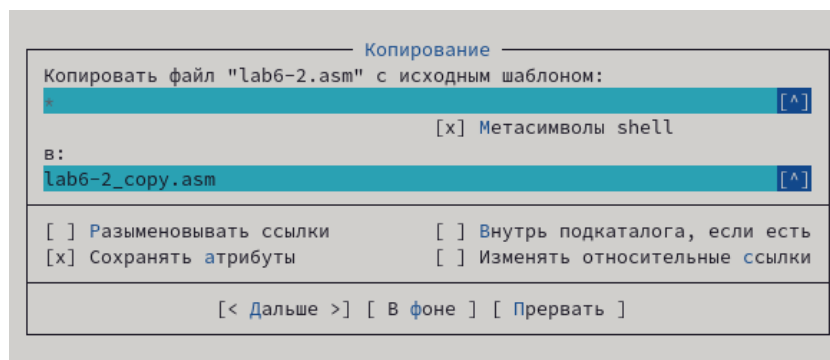 Копирование
Копировать файл "lab6-2.asm" с исходным шаблоном:
* [^]
[x] Метасимволы shell
в:
lab6-2_copy.asm [^]
[ ] Разыменовывать ссылки [ ] Внутрь подкаталога, если есть
[x] Сохранять атрибуты [ ] Изменять относительные ссылки
[< Дальше >] [ В фоне ] [ Прервать ]